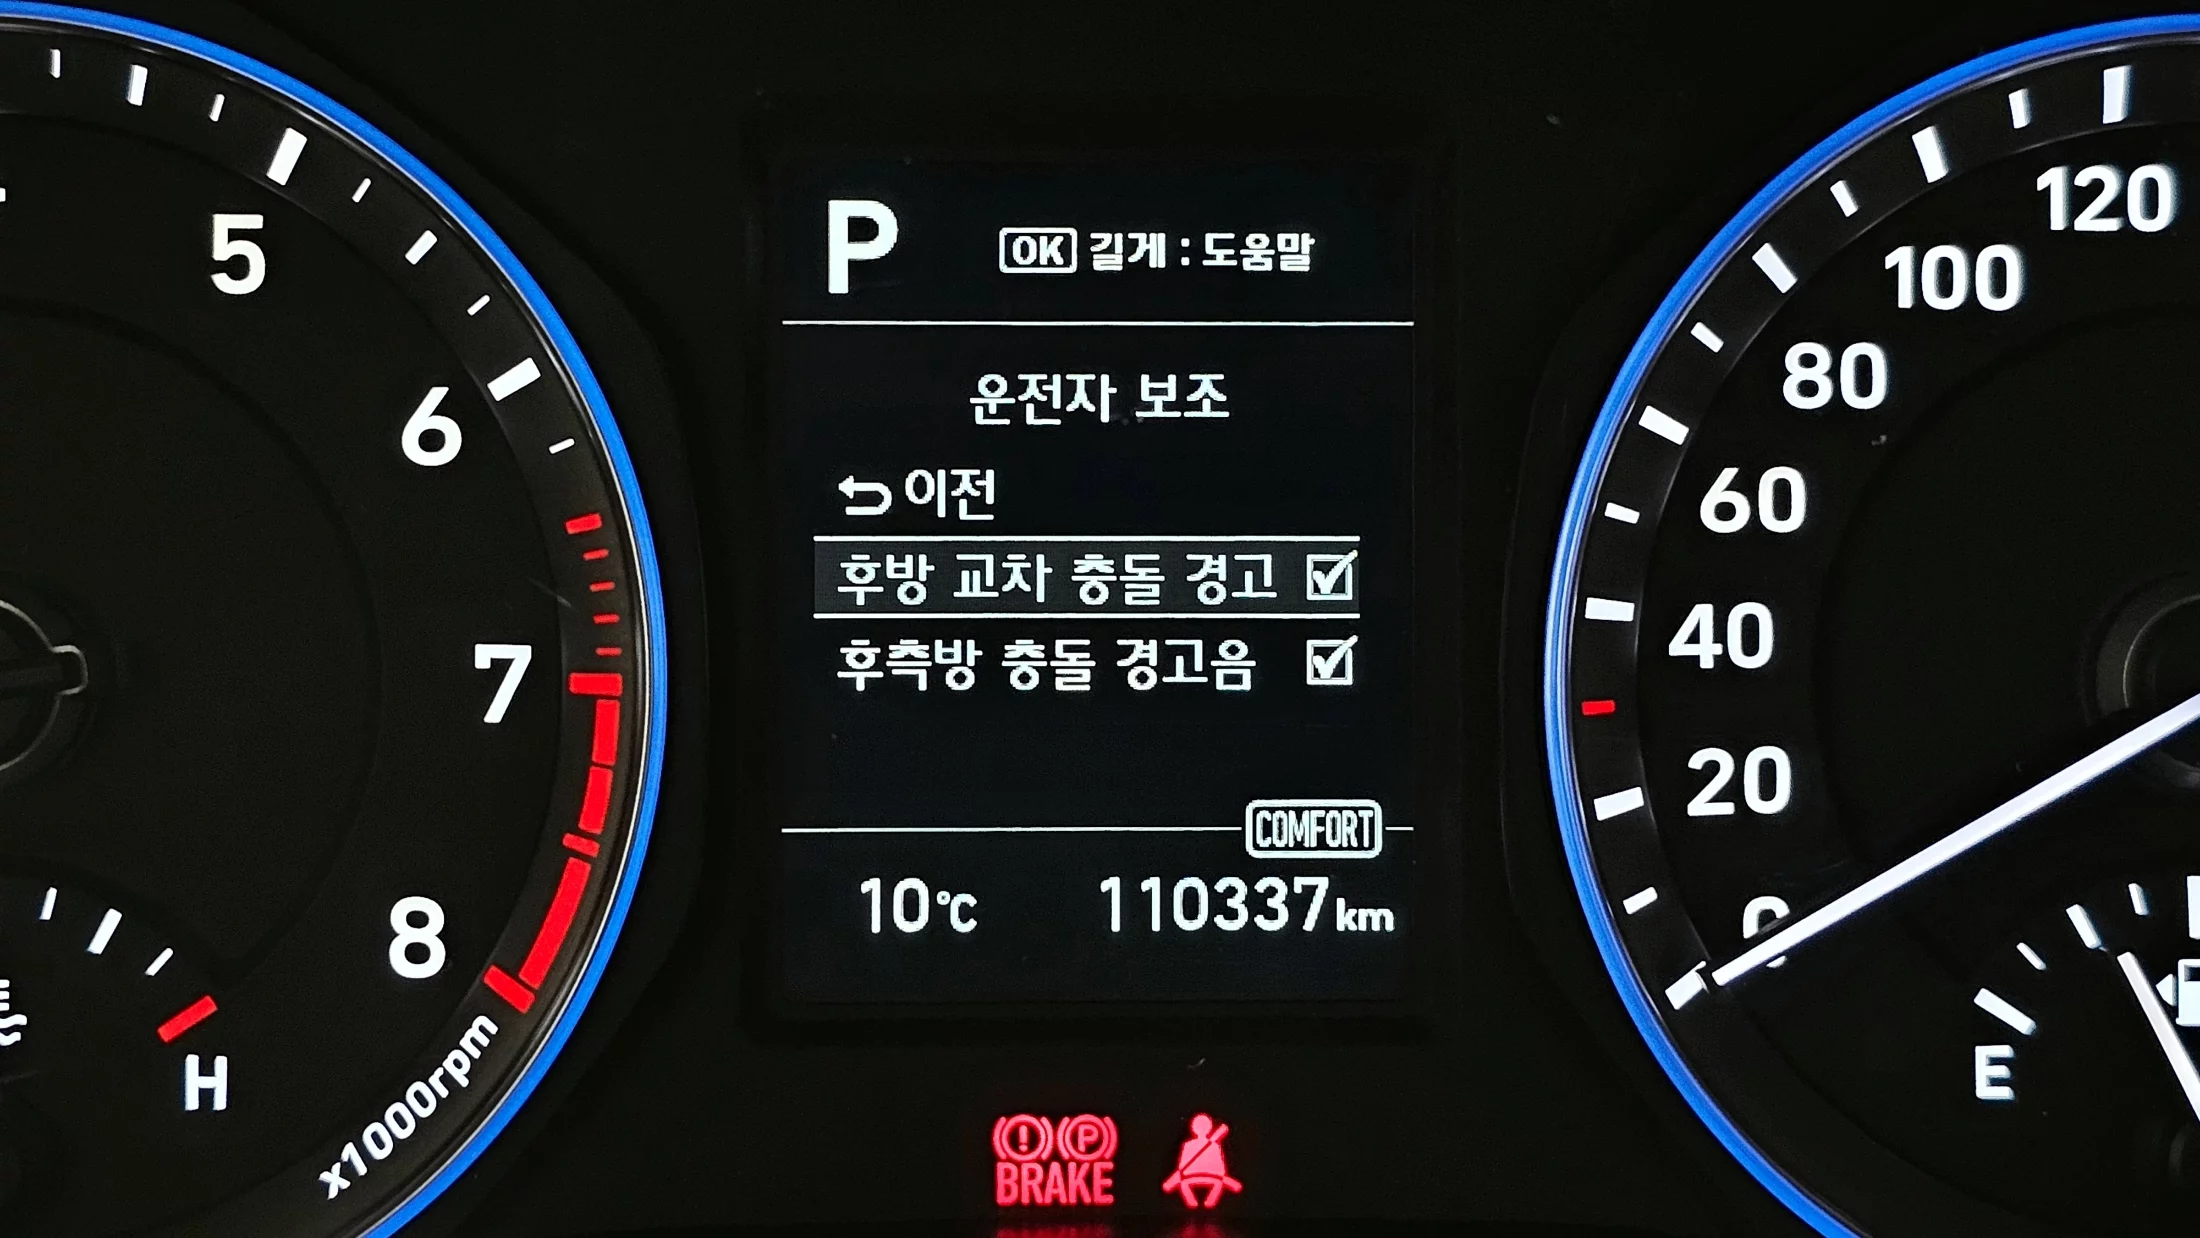 P
OK 길게 : 도움말
운전자 보조
이전
후방 교차 충돌 경고
후측방 충돌 경고음
COMFORT
10℃ 110337km
5
6
7
8
x1000rpm
H
120
100
80
60
40
20
0
E
BRAKE
P